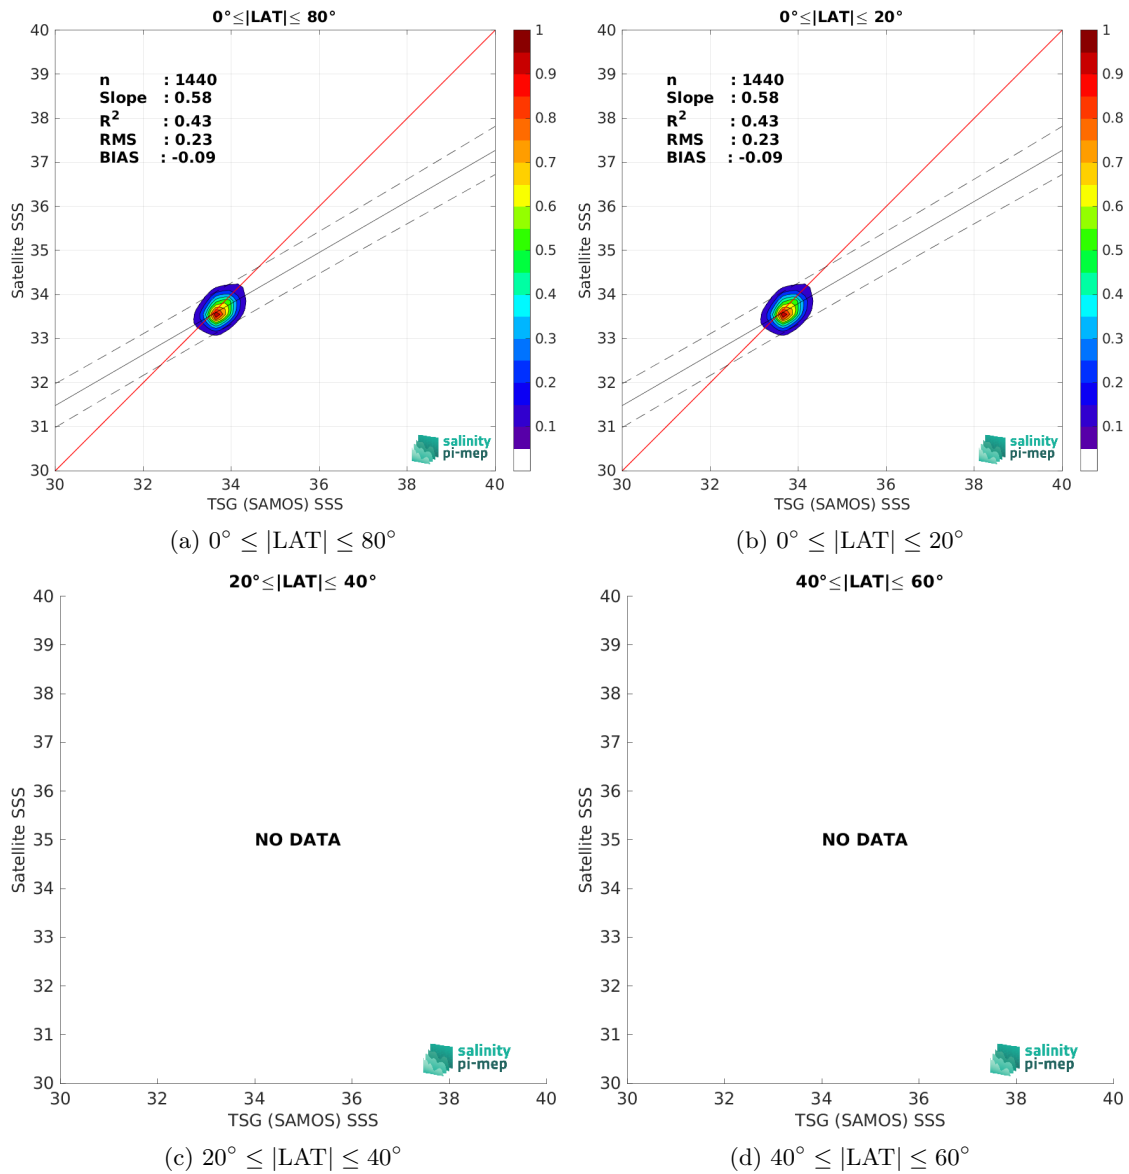 0°≤|LAT|≤ 80°
40
39
38
37
36
35
34
33
32
31
30
Satellite SSS
n : 1440
Slope : 0.58
R² : 0.43
RMS : 0.23
BIAS : -0.09
1
0.9
0.8
0.7
0.6
0.5
0.4
0.3
0.2
0.1
salinity
pi-mep
30 32 34 36 38 40
TSG (SAMOS) SSS
(a) 0° ≤ |LAT| ≤ 80°
0°≤|LAT|≤ 20°
40
39
38
37
36
35
34
33
32
31
30
Satellite SSS
n : 1440
Slope : 0.58
R² : 0.43
RMS : 0.23
BIAS : -0.09
1
0.9
0.8
0.7
0.6
0.5
0.4
0.3
0.2
0.1
salinity
pi-mep
30 32 34 36 38 40
TSG (SAMOS) SSS
(b) 0° ≤ |LAT| ≤ 20°
20°≤|LAT|≤ 40°
40
39
38
37
36
35
34
33
32
31
30
Satellite SSS
NO DATA
salinity
pi-mep
30 32 34 36 38 40
TSG (SAMOS) SSS
(c) 20° ≤ |LAT| ≤ 40°
40°≤|LAT|≤ 60°
40
39
38
37
36
35
34
33
32
31
30
Satellite SSS
NO DATA
salinity
pi-mep
30 32 34 36 38 40
TSG (SAMOS) SSS
(d) 40° ≤ |LAT| ≤ 60°